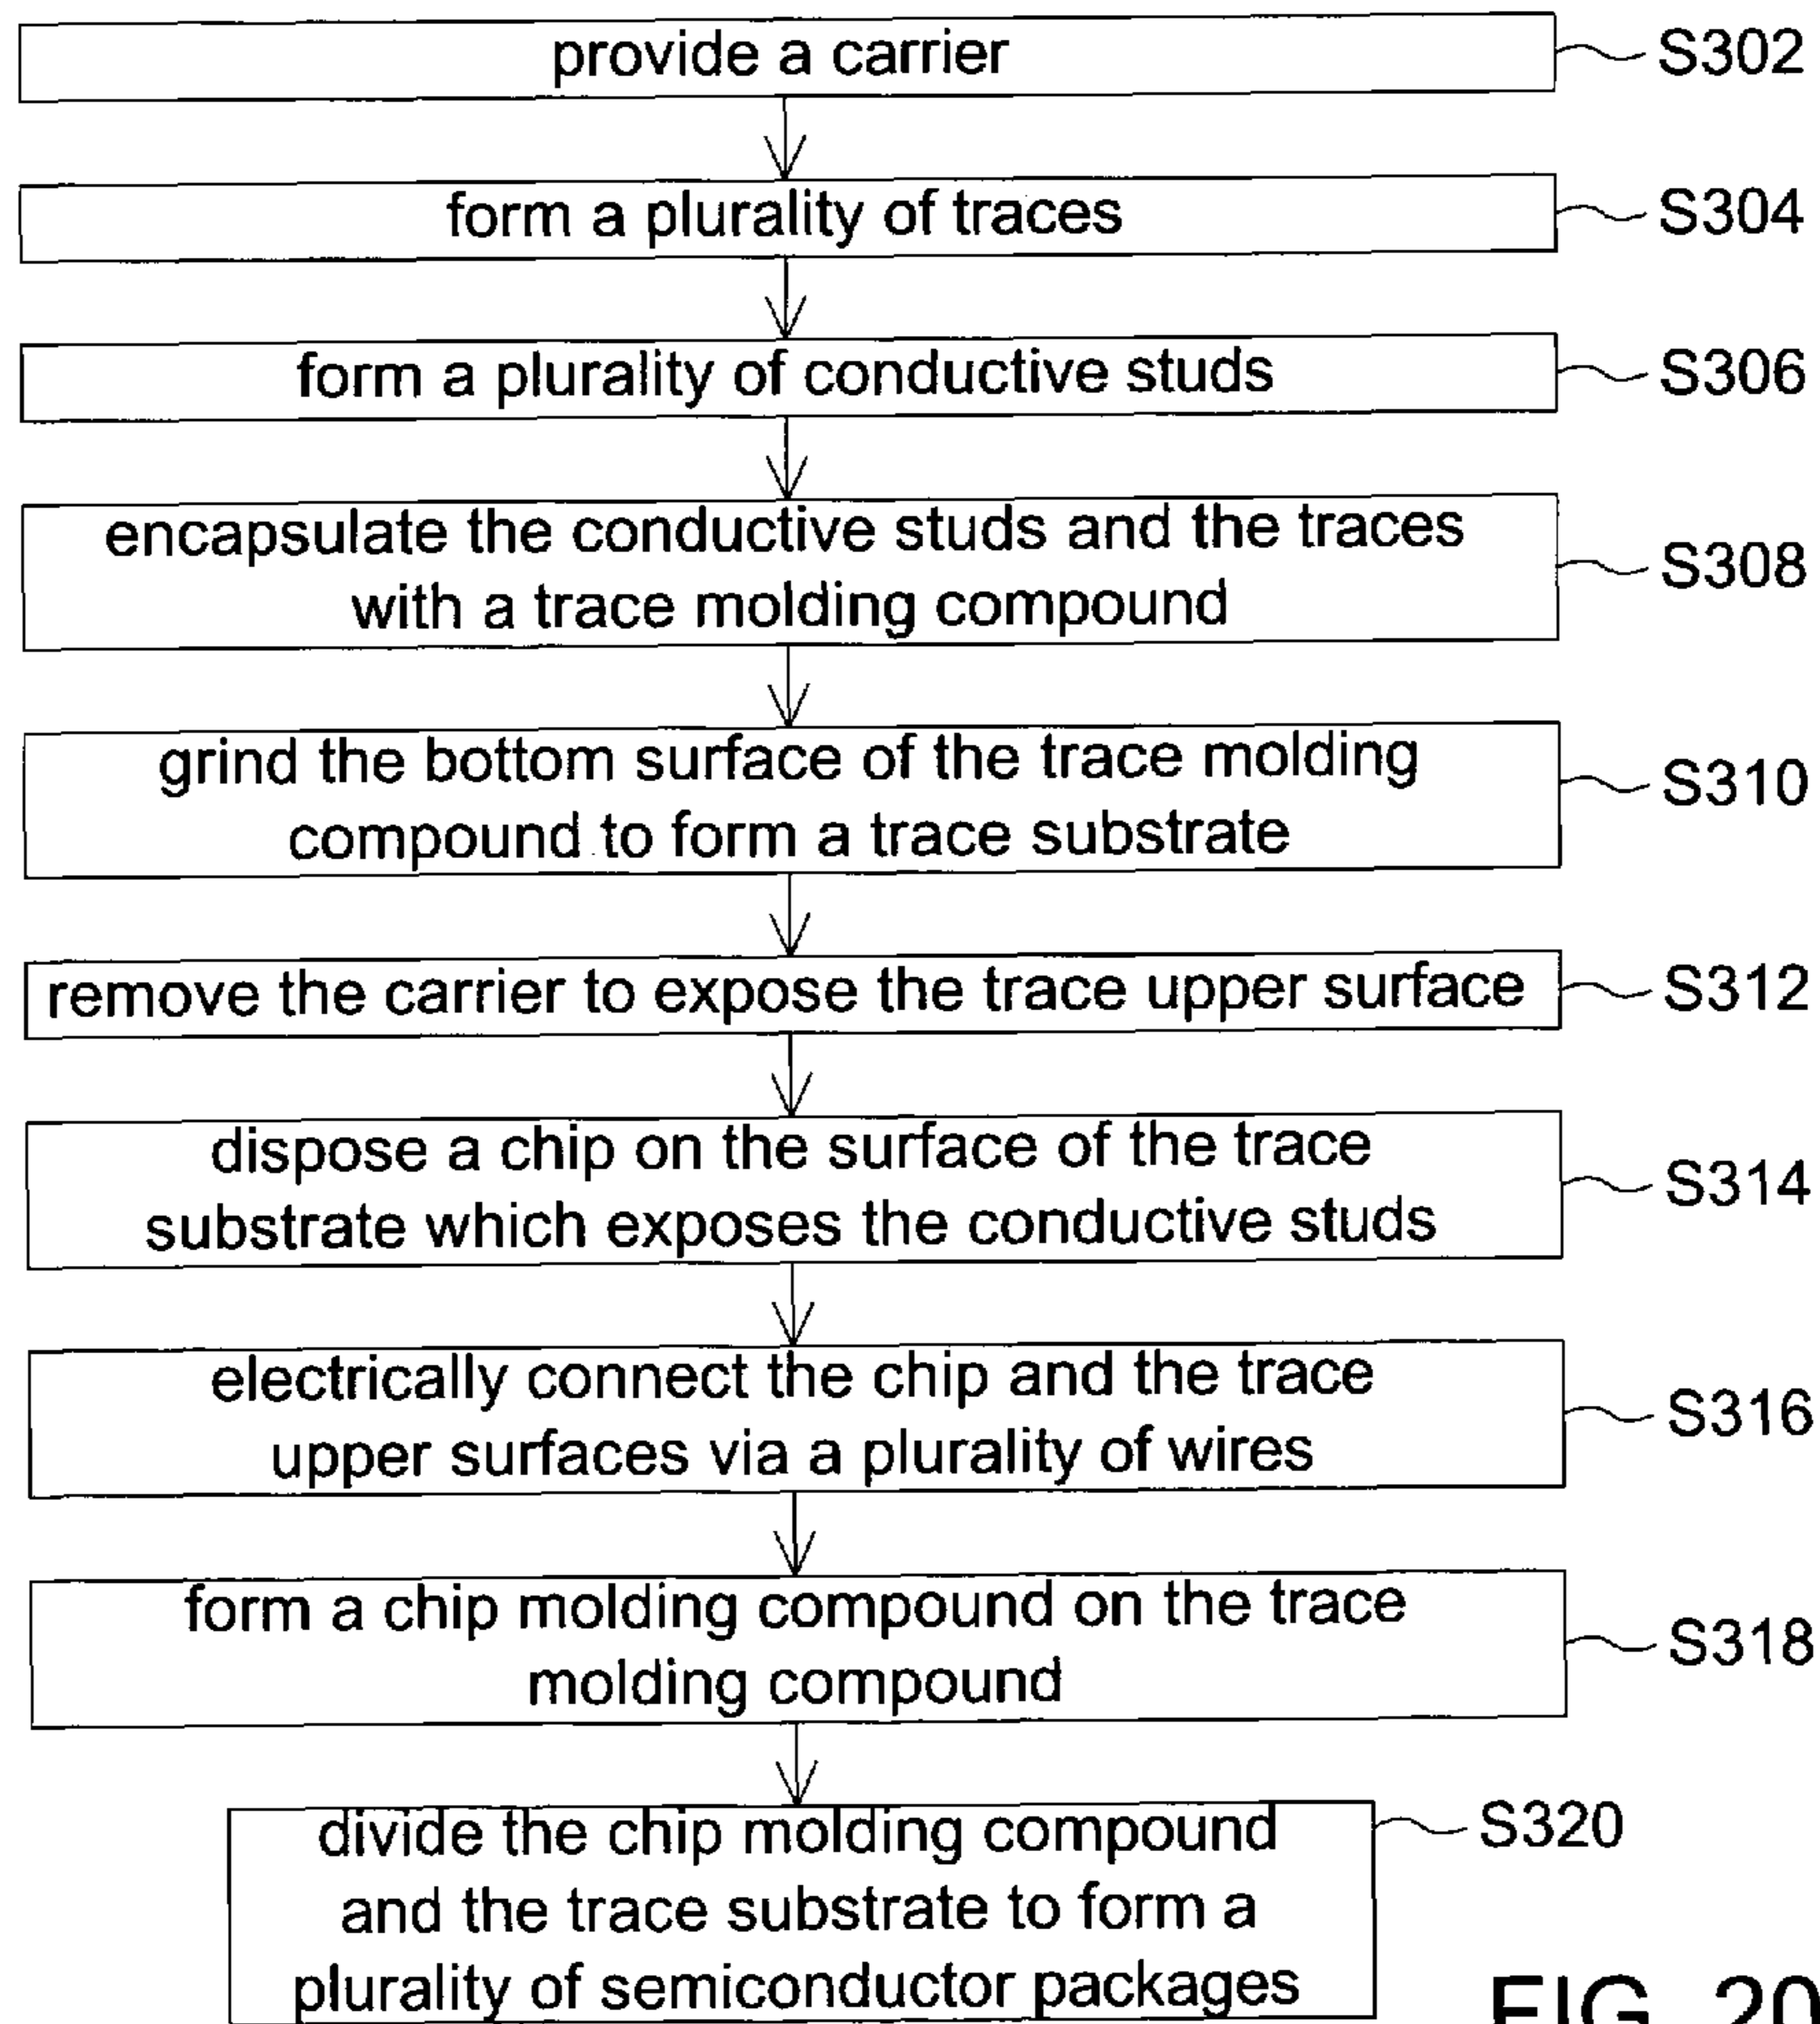 provide a carrier
S302
form a plurality of traces
S304
form a plurality of conductive studs
S306
encapsulate the conductive studs and the traces
with a trace molding compound
S308
grind the bottom surface of the trace molding
compound to form a trace substrate
S310
remove the carrier to expose the trace upper surface
S312
dispose a chip on the surface of the trace
substrate which exposes the conductive studs
S314
electrically connect the chip and the trace
upper surfaces via a plurality of wires
S316
form a chip molding compound on the trace
molding compound
S318
divide the chip molding compound
and the trace substrate to form a
plurality of semiconductor packages
S320
FIG. 20